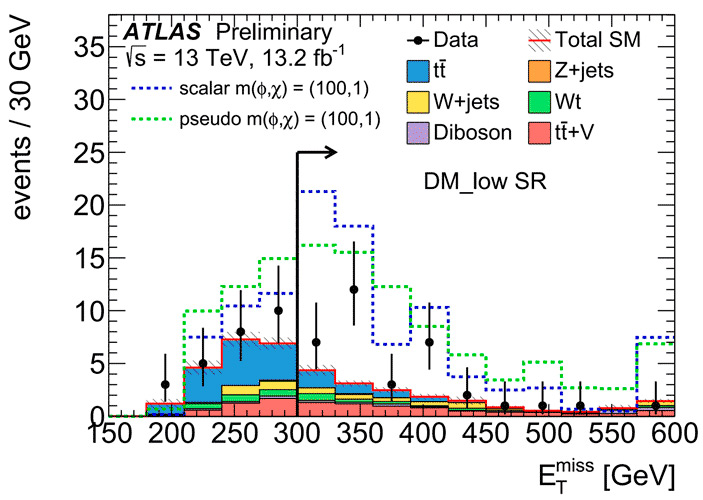 ATLAS Preliminary
√s = 13 TeV, 13.2 fb⁻¹
scalar m(ϕ,χ) = (100,1)
pseudo m(ϕ,χ) = (100,1)
Data
Total SM
tt̄
Z+jets
W+jets
Wt
Diboson
tt̄+V
DM_low SR
events / 30 GeV
35
30
25
20
15
10
5
0
150 200 250 300 350 400 450 500 550 600
E_T^miss [GeV]